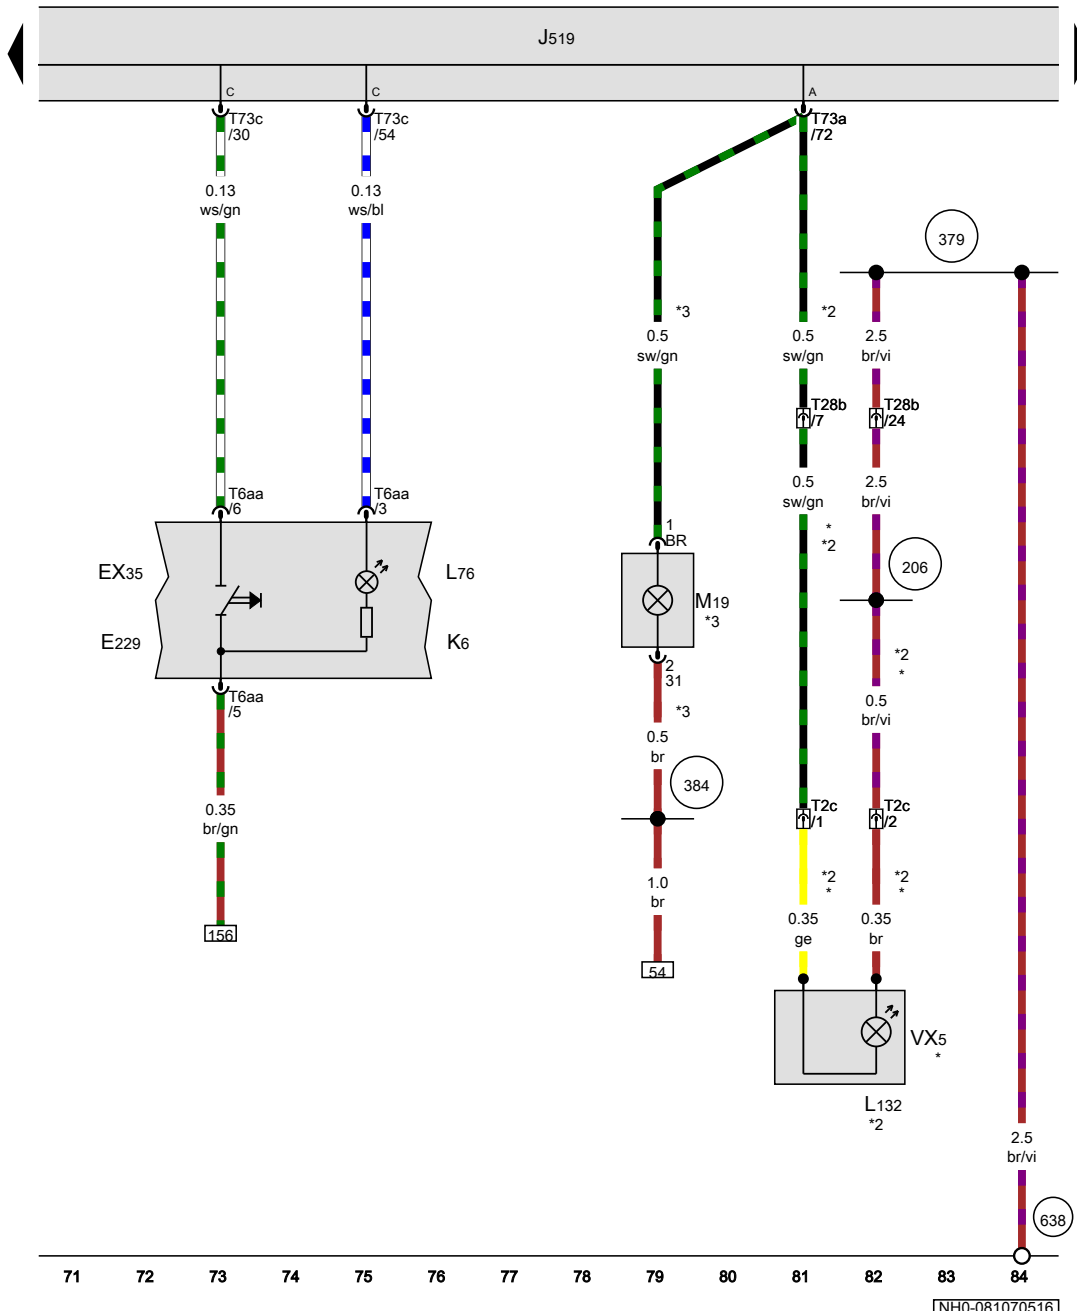 J519
C
C
A
T73c
/30
T73c
/54
T73a
/72
0.13
ws/gn
0.13
ws/bl
379
*3
*2
0.5
sw/gn
0.5
sw/gn
2.5
br/vi
T28b
/7
T28b
/24
T6aa
/6
T6aa
/3
0.5
sw/gn
2.5
br/vi
1
BR
*
*2
206
EX35
L76
M19
*3
E229
K6
2
31
*2
*
T6aa
/5
*3
0.5
br/vi
0.5
br
384
0.35
br/gn
T2c
/1
T2c
/2
1.0
br
*2
*
*2
*
0.35
ge
0.35
br
156
54
VX5
*
L132
*2
2.5
br/vi
638
71 72 73 74 75 76 77 78 79 80 81 82 83 84
NH0-081070516